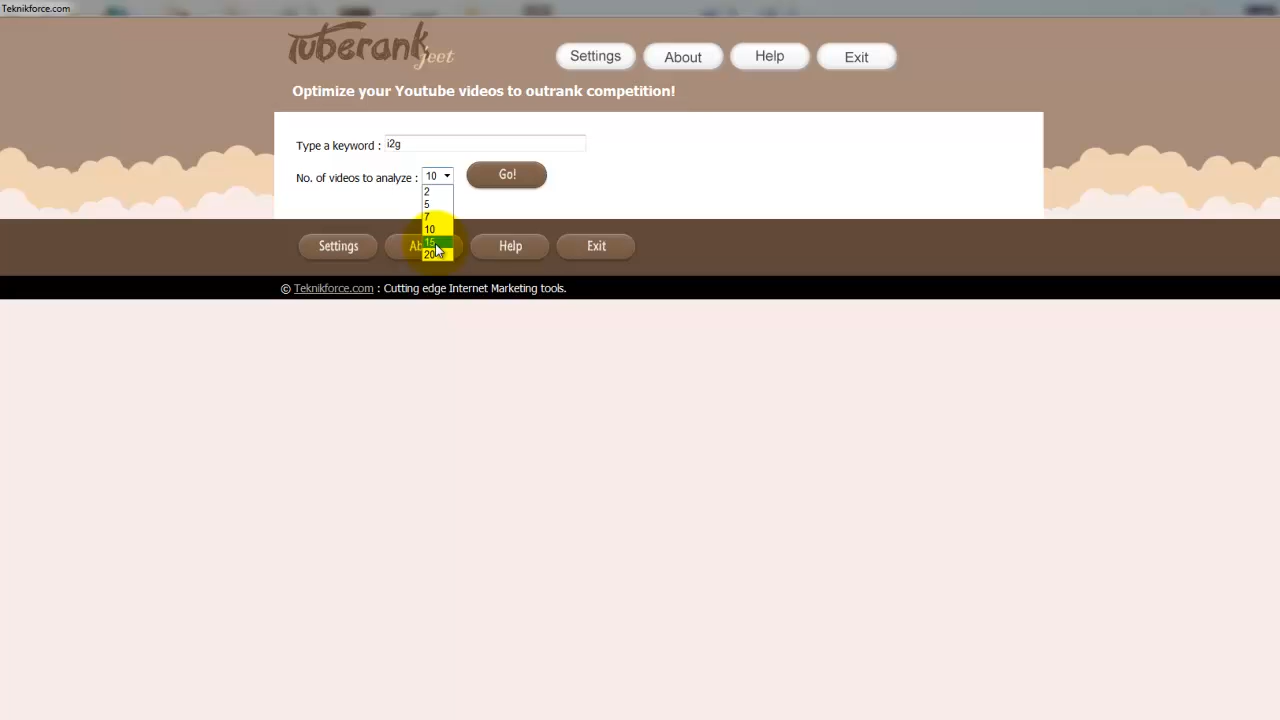 Teknikforce.com
Tuberank
jeet
Settings About Help Exit
Optimize your Youtube videos to outrank competition!
Type a keyword : i2g
No. of videos to analyze : 10 Go!
2
5
7
10
15
20
Settings Ab Help Exit
© Teknikforce.com : Cutting edge Internet Marketing tools.